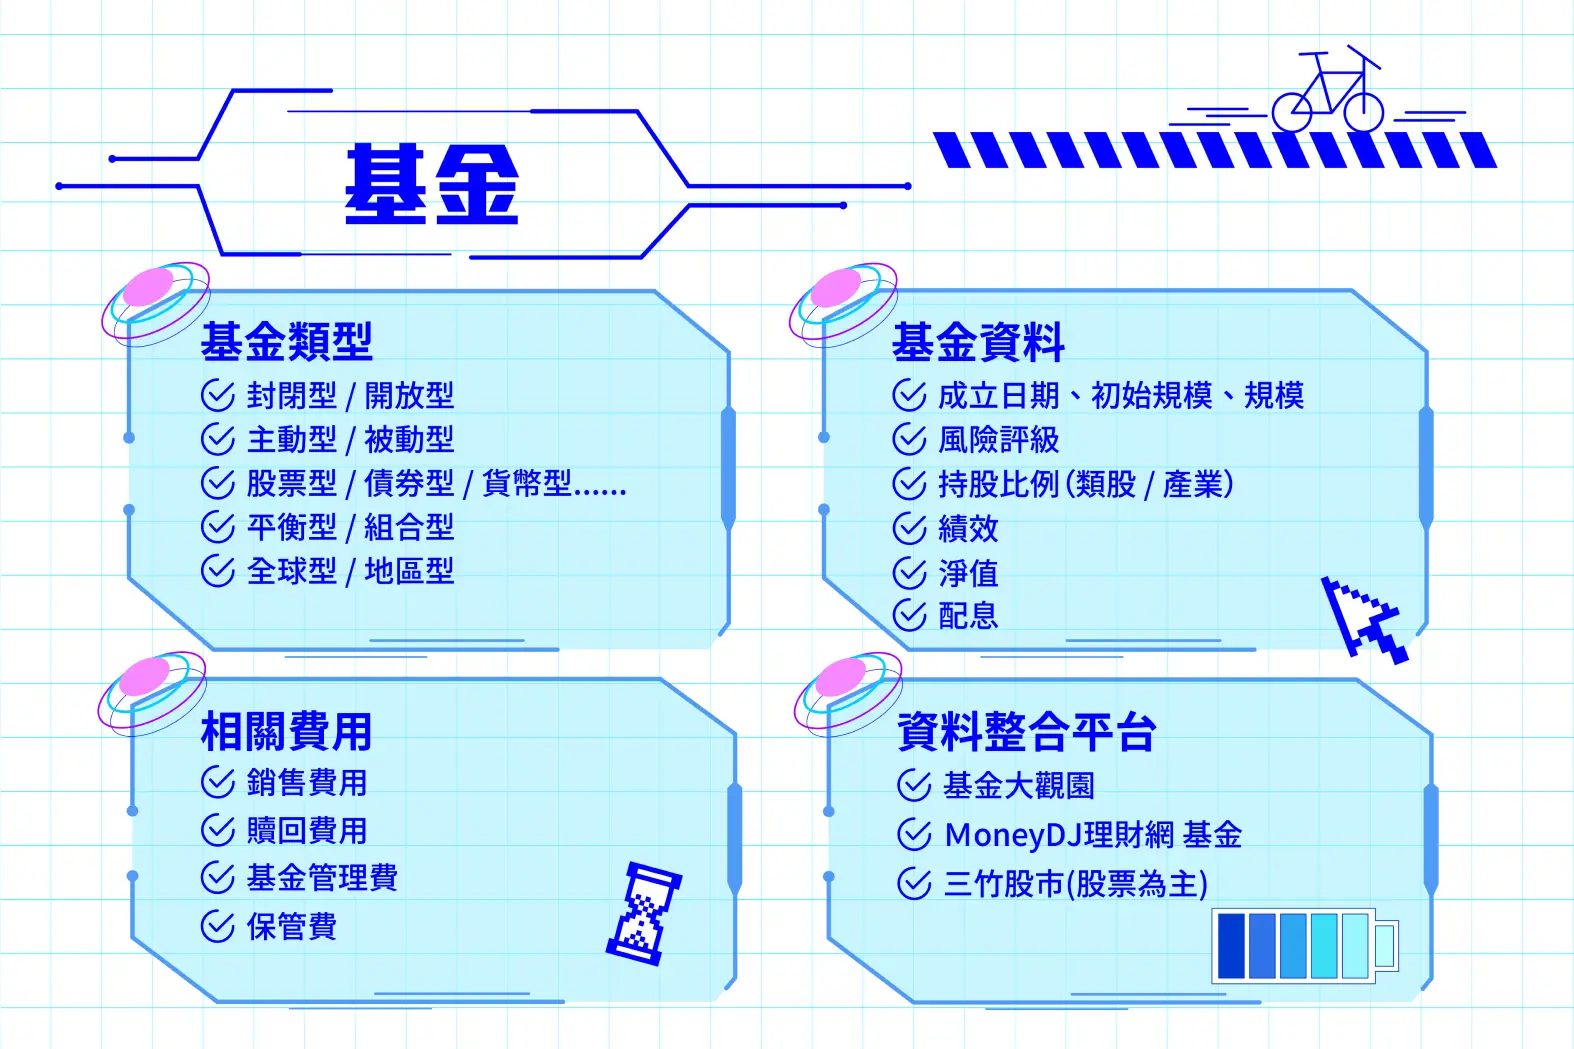 基金
基金類型
封閉型 / 開放型
主動型 / 被動型
股票型 / 債券型 / 貨幣型......
平衡型 / 組合型
全球型 / 地區型
基金資料
成立日期、初始規模、規模
風險評級
持股比例（類股 / 產業）
績效
淨值
配息
相關費用
銷售費用
贖回費用
基金管理費
保管費
資料整合平台
基金大觀園
MoneyDJ理財網 基金
三竹股市(股票為主)